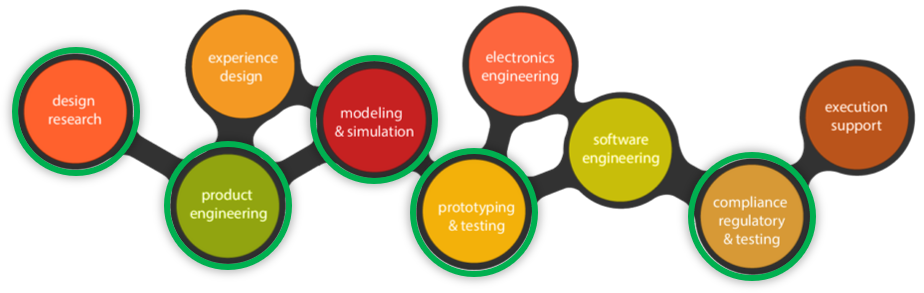 design
research
experience
design
product
engineering
modeling
& simulation
electronics
engineering
prototyping
& testing
software
engineering
compliance
regulatory
& testing
execution
support